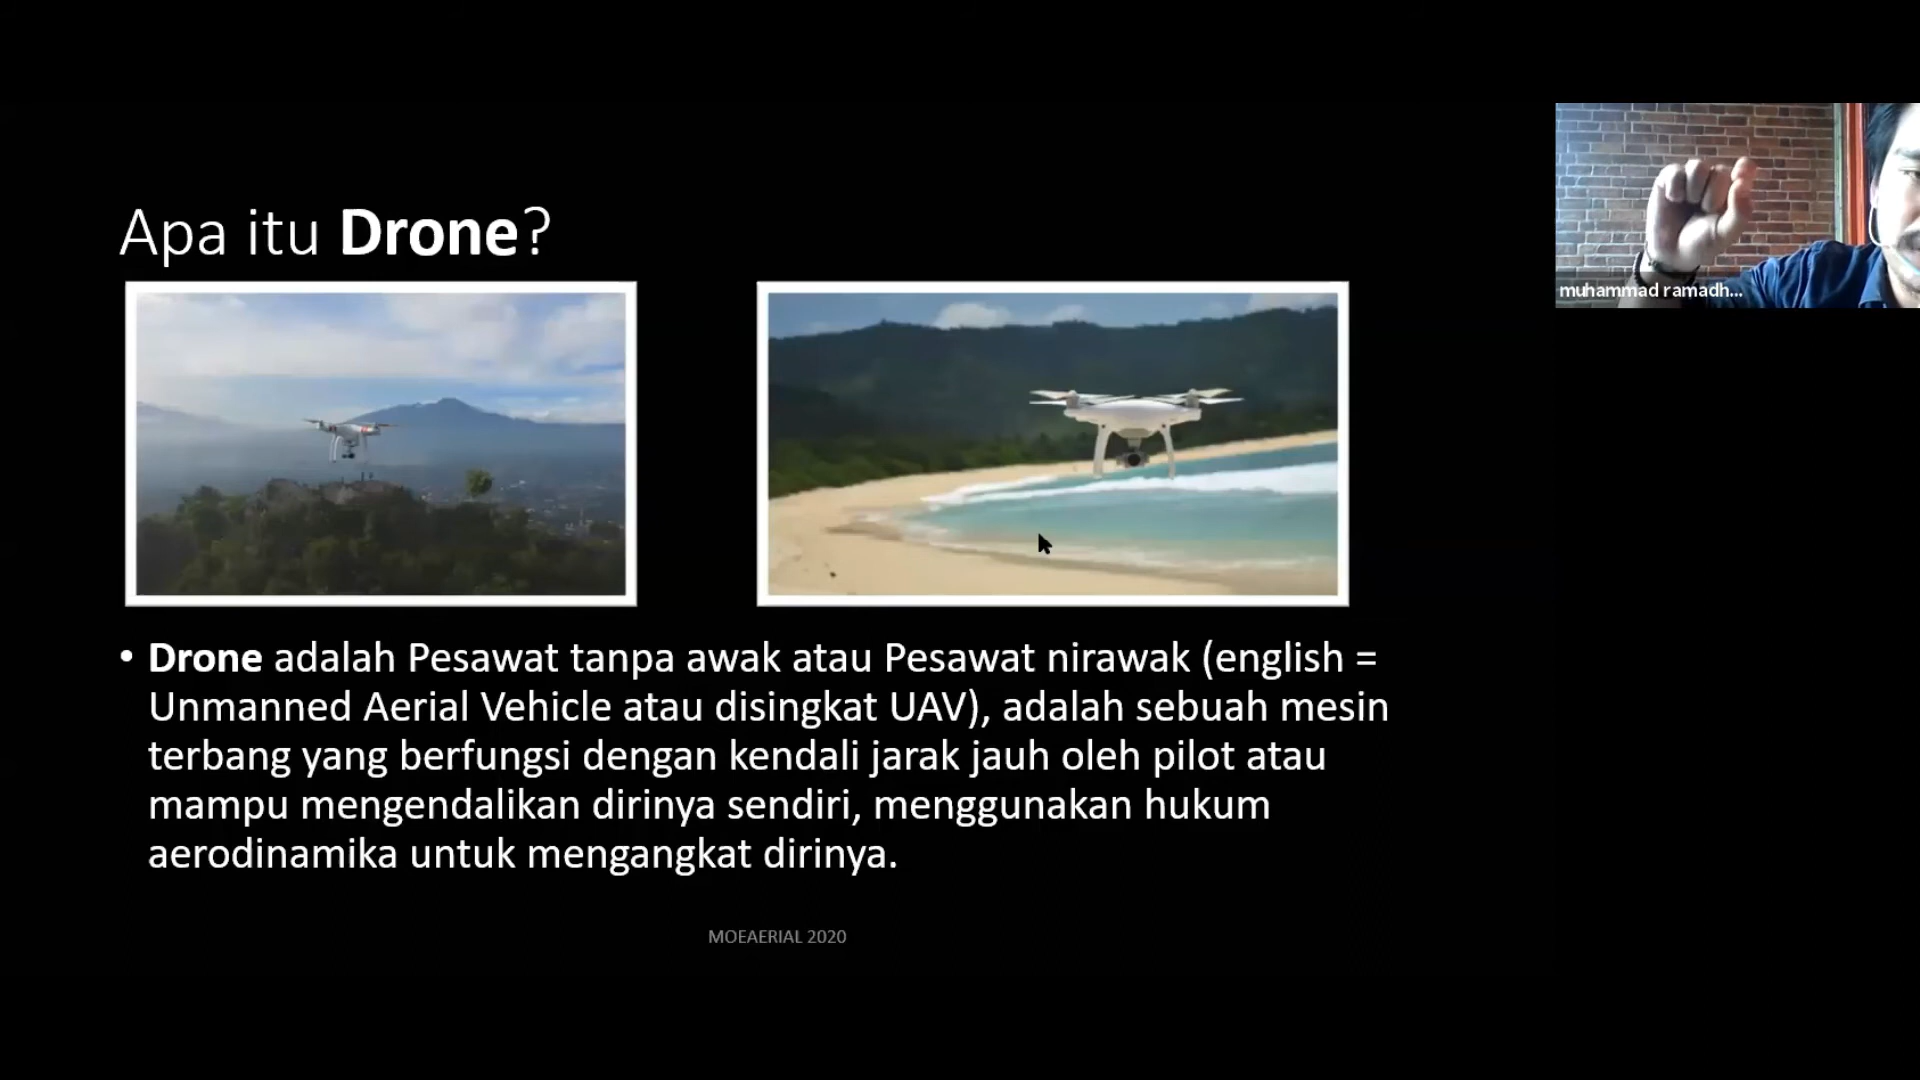 Apa itu Drone?
muhammad ramadh...
• Drone adalah Pesawat tanpa awak atau Pesawat nirawak (english =
Unmanned Aerial Vehicle atau disingkat UAV), adalah sebuah mesin
terbang yang berfungsi dengan kendali jarak jauh oleh pilot atau
mampu mengendalikan dirinya sendiri, menggunakan hukum
aerodinamika untuk mengangkat dirinya.
MOEAERIAL 2020